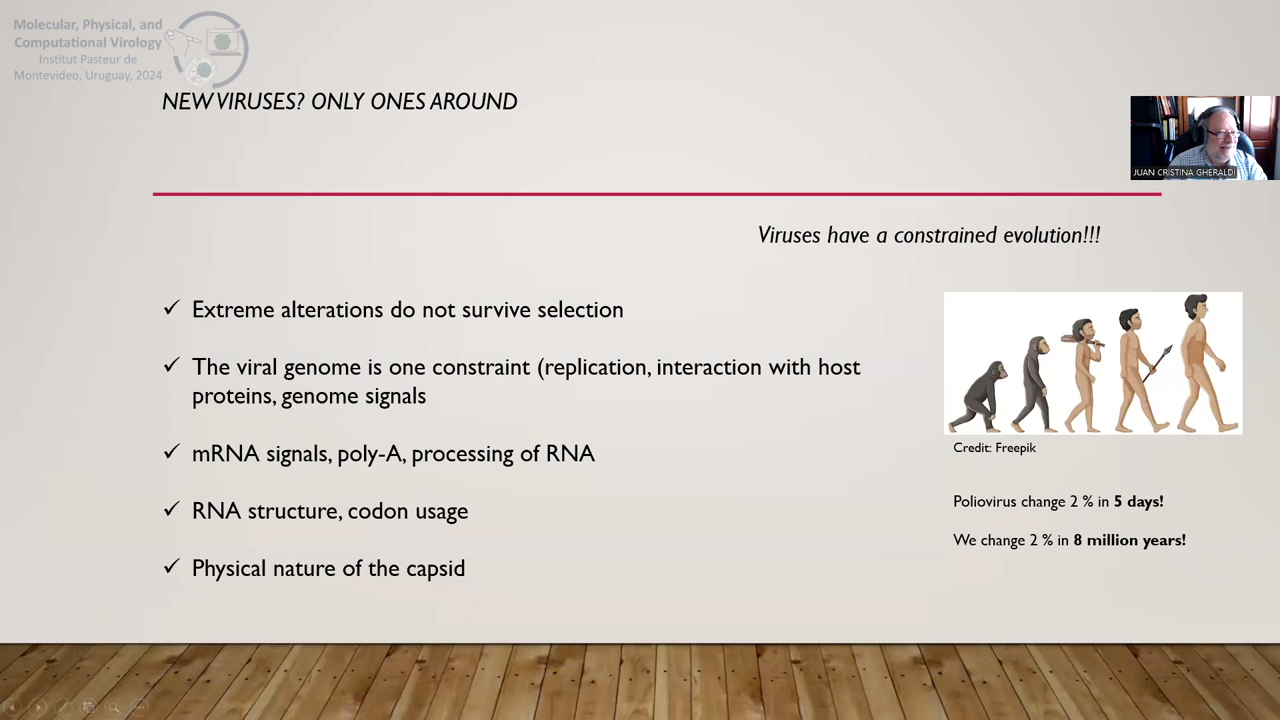 Molecular, Physical, and
Computational Virology
Institut Pasteur de
Montevideo, Uruguay, 2024
NEW VIRUSES? ONLY ONES AROUND
JUAN CRISTINA GHERALDI
Viruses have a constrained evolution!!!
✓ Extreme alterations do not survive selection
✓ The viral genome is one constraint (replication, interaction with host
proteins, genome signals
✓ mRNA signals, poly-A, processing of RNA
✓ RNA structure, codon usage
✓ Physical nature of the capsid
Credit: Freepik
Poliovirus change 2 % in 5 days!
We change 2 % in 8 million years!